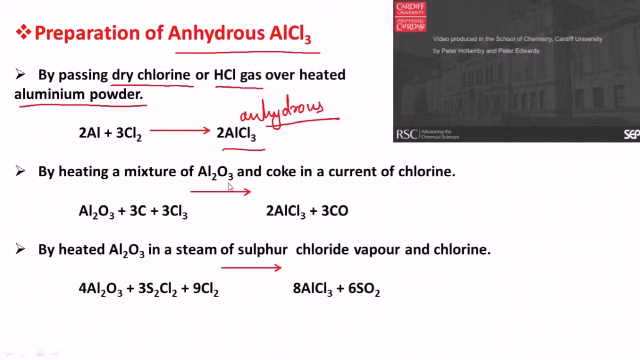 Preparation of Anhydrous AlCl₃
By passing dry chlorine or HCl gas over heated
aluminium powder.
anhydrous
2Al + 3Cl₂ 2AlCl₃
By heating a mixture of Al₂O₃ and coke in a current of chlorine.
Al₂O₃ + 3C + 3Cl₃ 2AlCl₃ + 3CO
By heated Al₂O₃ in a steam of sulphur chloride vapour and chlorine.
4Al₂O₃ + 3S₂Cl₂ + 9Cl₂ 8AlCl₃ + 6SO₂
CARDIFF
UNIVERSITY
PRIFYSGOL
CAERDYDD
Video produced in the School of Chemistry, Cardiff University
by Peter Hollamby and Peter Edwards.
RSC Advancing the
Chemical Sciences
SEP